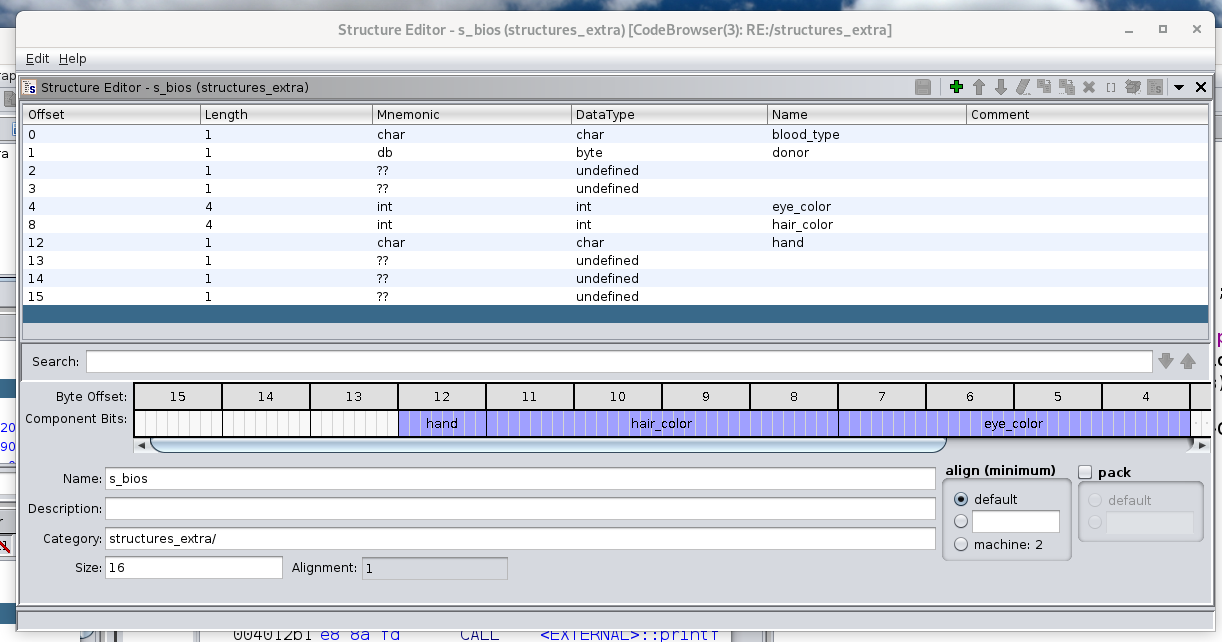 Structure Editor - s_bios (structures_extra) [CodeBrowser(3): RE:/structures_extra]
Edit Help
Structure Editor - s_bios (structures_extra)
Offset Length Mnemonic DataType Name Comment
0 1 char char blood_type
1 1 db byte donor
2 1 ?? undefined
3 1 ?? undefined
4 4 int int eye_color
8 4 int int hair_color
12 1 char char hand
13 1 ?? undefined
14 1 ?? undefined
15 1 ?? undefined
Search:
Byte Offset: 15 14 13 12 11 10 9 8 7 6 5 4
Component Bits: hand hair_color eye_color
Name: s_bios
Description:
Category: structures_extra/
Size: 16 Alignment: 1
align (minimum)
default
machine: 2
pack
default
004012b1 e8 8a fd CALL <EXTERNAL>::printf